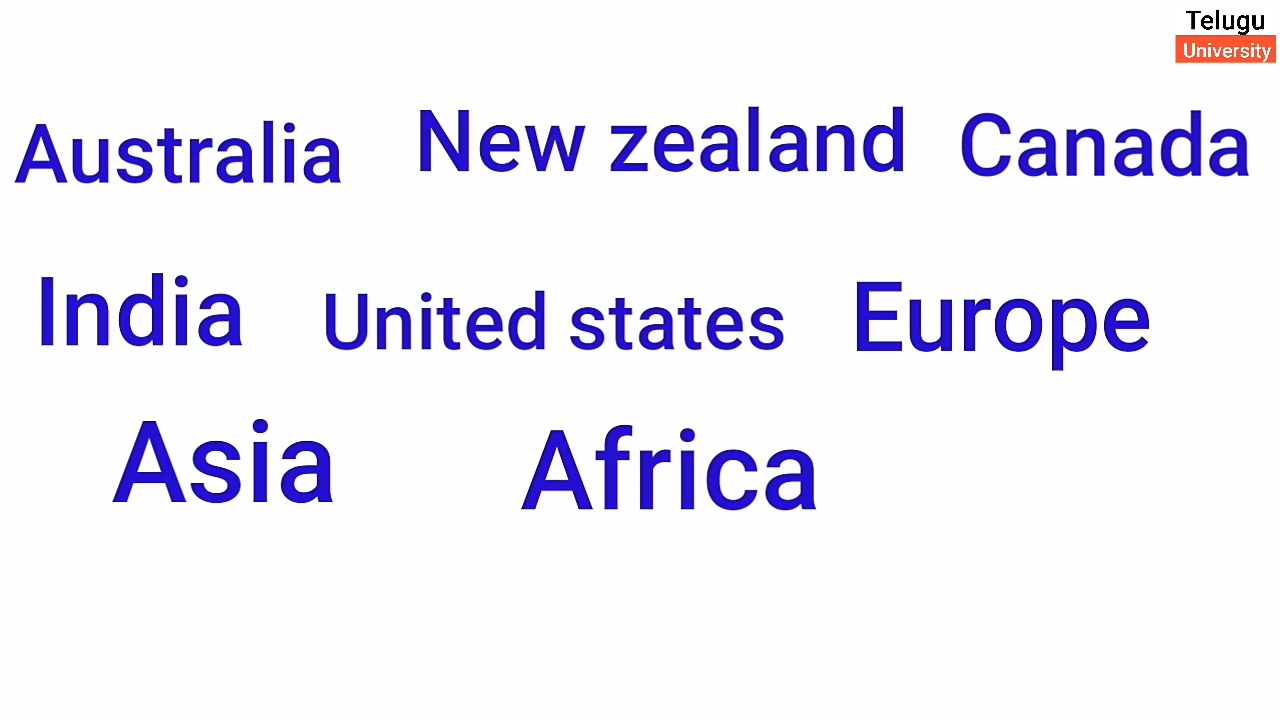 Telugu
University
Australia New zealand Canada
India United states Europe
Asia Africa